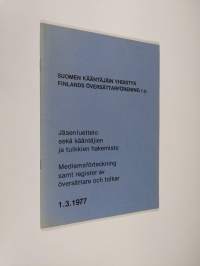 SUOMEN KÄÄNTÄJÄIN YHDISTYS
FINLANDS ÖVERSÄTTARFÖRENING r.y.
Jäsenluettelo
sekä kääntäjien
ja tulkkien hakemisto
Medlemsförteckning
samt register av
översättare och tolkar
1.3.1977